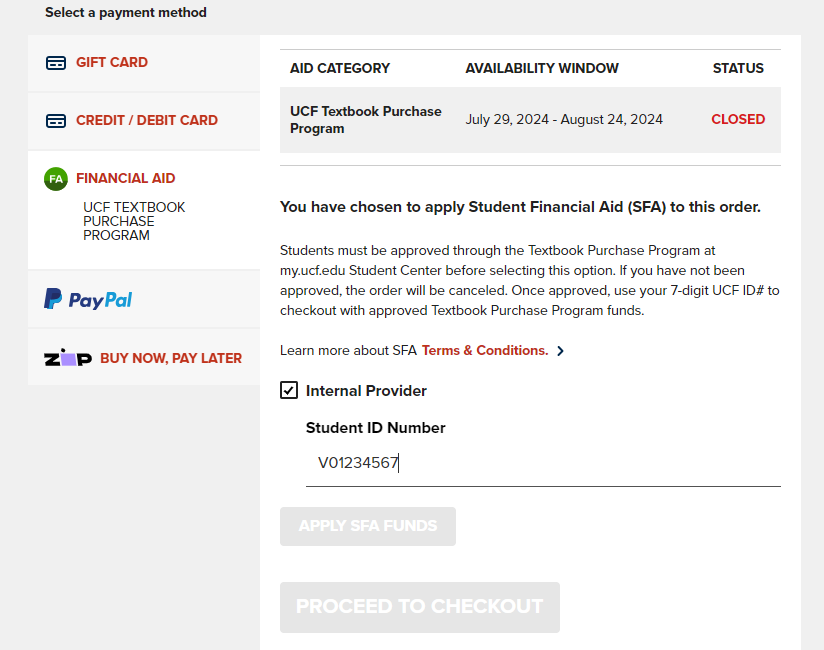 Select a payment method
GIFT CARD
CREDIT / DEBIT CARD
FA FINANCIAL AID
UCF TEXTBOOK
PURCHASE
PROGRAM
PayPal
ZIP BUY NOW, PAY LATER
AID CATEGORY AVAILABILITY WINDOW STATUS
UCF Textbook Purchase
Program
July 29, 2024 - August 24, 2024 CLOSED
You have chosen to apply Student Financial Aid (SFA) to this order.
Students must be approved through the Textbook Purchase Program at
my.ucf.edu Student Center before selecting this option. If you have not been
approved, the order will be canceled. Once approved, use your 7-digit UCF ID# to
checkout with approved Textbook Purchase Program funds.
Learn more about SFA Terms & Conditions.
Internal Provider
Student ID Number
V01234567
APPLY SFA FUNDS
PROCEED TO CHECKOUT